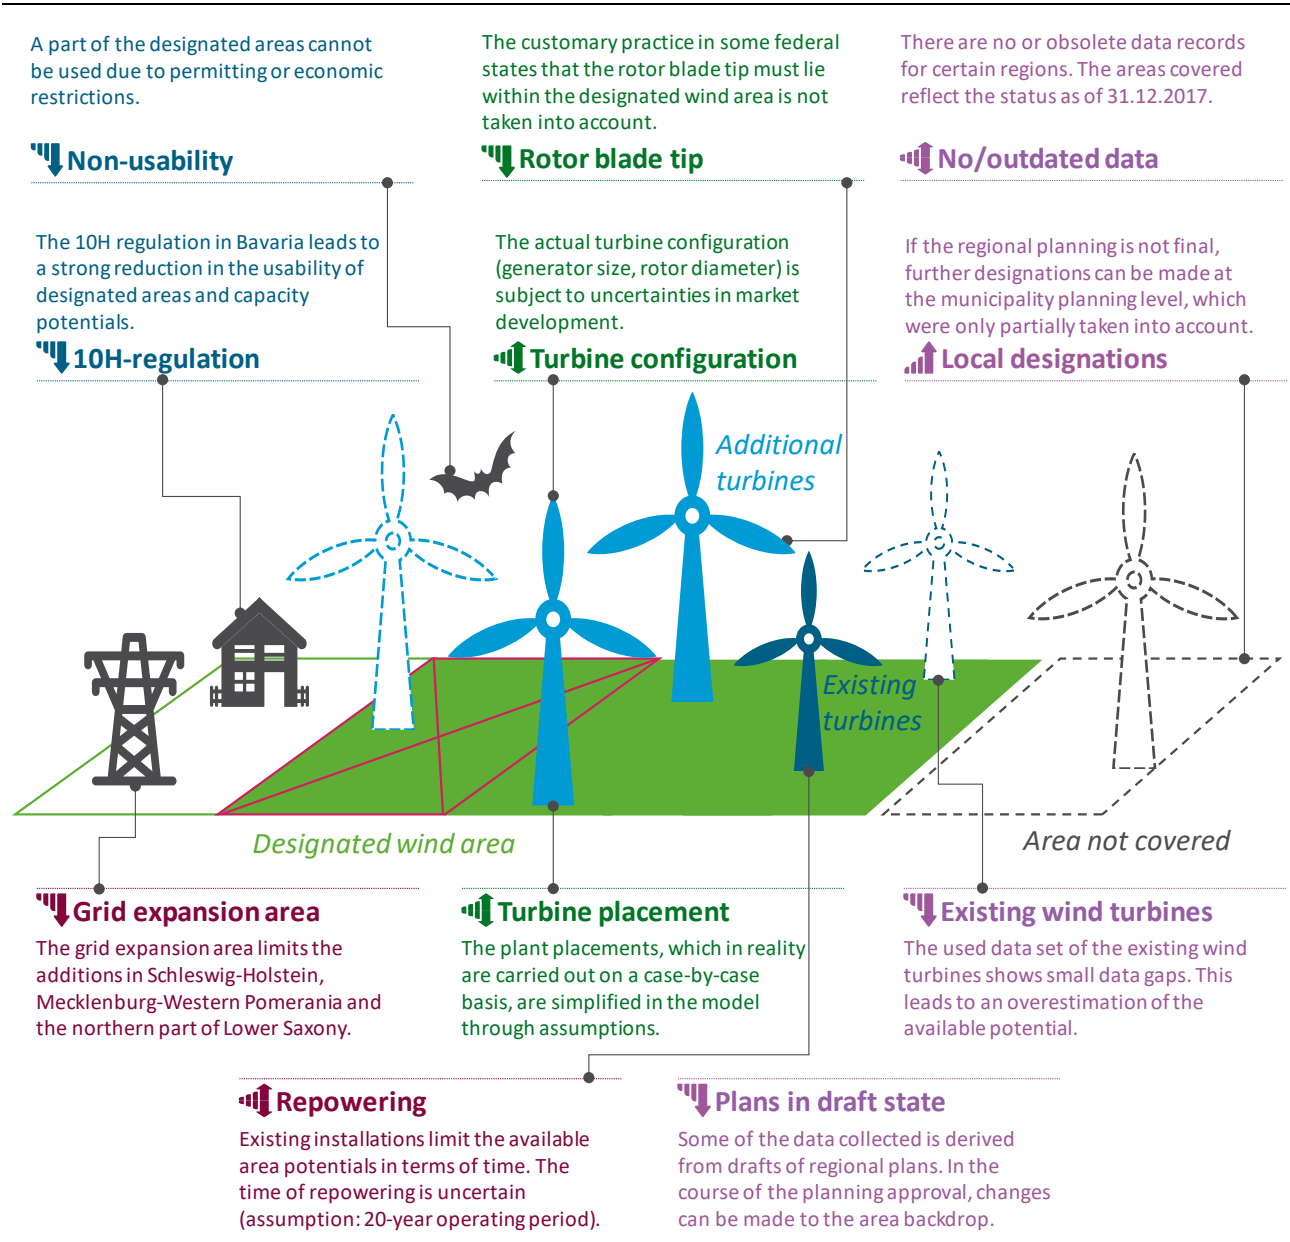 A part of the designated areas cannot
be used due to permitting or economic
restrictions.
Non-usability
The customary practice in some federal
states that the rotor blade tip must lie
within the designated wind area is not
taken into account.
Rotor blade tip
There are no or obsolete data records
for certain regions. The areas covered
reflect the status as of 31.12.2017.
No/outdated data
The 10H regulation in Bavaria leads to
a strong reduction in the usability of
designated areas and capacity
potentials.
10H-regulation
The actual turbine configuration
(generator size, rotor diameter) is
subject to uncertainties in market
development.
Turbine configuration
If the regional planning is not final,
further designations can be made at
the municipality planning level, which
were only partially taken into account.
Local designations
Additional
turbines
Existing
turbines
Designated wind area
Area not covered
Grid expansion area
The grid expansion area limits the
additions in Schleswig-Holstein,
Mecklenburg-Western Pomerania and
the northern part of Lower Saxony.
Turbine placement
The plant placements, which in reality
are carried out on a case-by-case
basis, are simplified in the model
through assumptions.
Existing wind turbines
The used data set of the existing wind
turbines shows small data gaps. This
leads to an overestimation of the
available potential.
Repowering
Existing installations limit the available
area potentials in terms of time. The
time of repowering is uncertain
(assumption: 20-year operating period).
Plans in draft state
Some of the data collected is derived
from drafts of regional plans. In the
course of the planning approval, changes
can be made to the area backdrop.